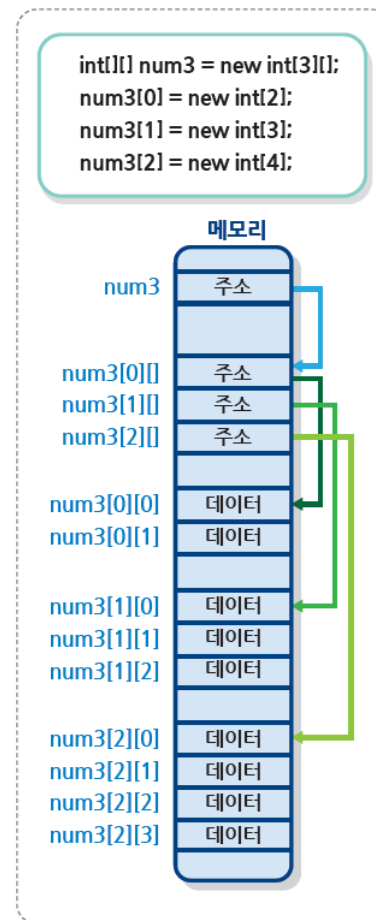 int[][] num3 = new int[3][];
num3[0] = new int[2];
num3[1] = new int[3];
num3[2] = new int[4];
메모리
num3 주소
num3[0][] 주소
num3[1][] 주소
num3[2][] 주소
num3[0][0] 데이터
num3[0][1] 데이터
num3[1][0] 데이터
num3[1][1] 데이터
num3[1][2] 데이터
num3[2][0] 데이터
num3[2][1] 데이터
num3[2][2] 데이터
num3[2][3] 데이터